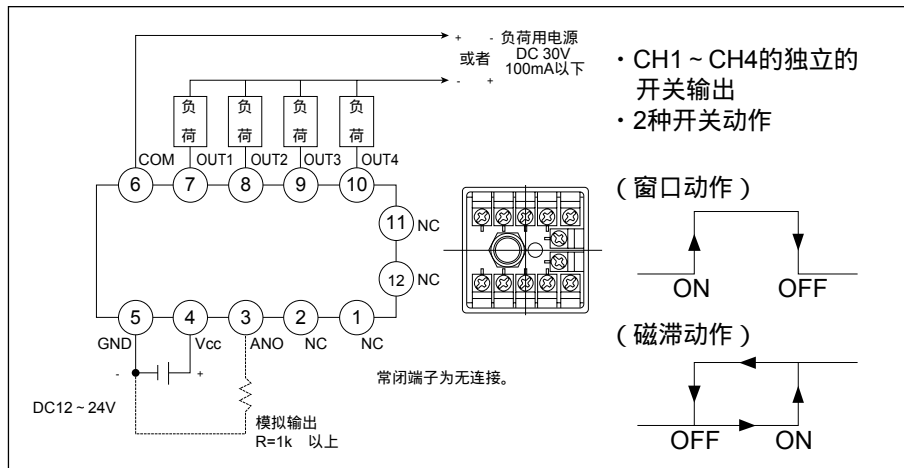 + - 负荷用电源
或者 DC 30V
- + 100mA以下
负荷 负荷 负荷 负荷
COM OUT1 OUT2 OUT3 OUT4
6 7 8 9 10
11 NC
12 NC
5 4 3 2 1
GND Vcc ANO NC NC
- +
DC12~24V
模拟输出
R=1k 以上
常闭端子为无连接。
・CH1~CH4的独立的
开关输出
・2种开关动作
(窗口动作)
ON OFF
(磁滞动作)
OFF ON